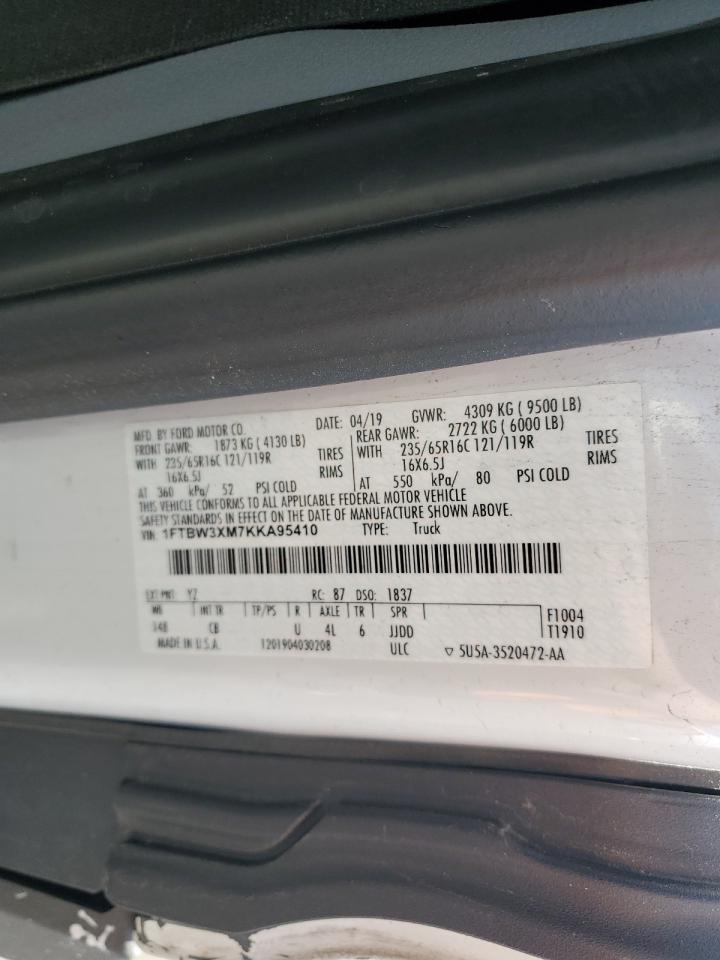 MFD. BY FORD MOTOR CO. DATE: 04/19 GVWR: 4309 KG ( 9500 LB)
FRONT GAWR: 1873 KG ( 4130 LB) REAR GAWR: 2722 KG ( 6000 LB)
WITH 235/65R16C 121/119R TIRES WITH 235/65R16C 121/119R TIRES
16X6.5J RIMS 16X6.5J RIMS
AT 360 kPa/ 52 PSI COLD AT 550 kPa/ 80 PSI COLD
THIS VEHICLE CONFORMS TO ALL APPLICABLE FEDERAL MOTOR VEHICLE
SAFETY STANDARDS IN EFFECT ON THE DATE OF MANUFACTURE SHOWN ABOVE.
VIN: 1FTBW3XM7KKA95410 TYPE: Truck
EXT PNT: YZ RC: 87 DSO: 1837
WB INT TR TP/PS R AXLE TR SPR F1004
148 CB U 4L 6 JJDD T1910
MADE IN U.S.A. 1201904030208 ULC ▽ 5U5A-3520472-AA